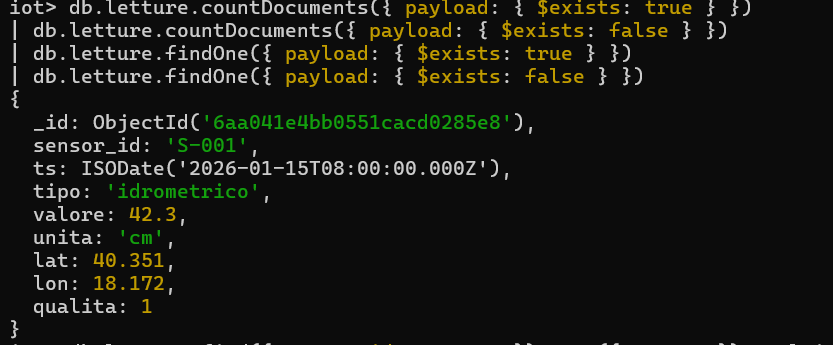 iot> db.letture.countDocuments({ payload: { $exists: true } })
| db.letture.countDocuments({ payload: { $exists: false } })
| db.letture.findOne({ payload: { $exists: true } })
| db.letture.findOne({ payload: { $exists: false } })
{
  _id: ObjectId('6aa041e4bb0551cacd0285e8'),
  sensor_id: 'S-001',
  ts: ISODate('2026-01-15T08:00:00.000Z'),
  tipo: 'idrometrico',
  valore: 42.3,
  unita: 'cm',
  lat: 40.351,
  lon: 18.172,
  qualita: 1
}